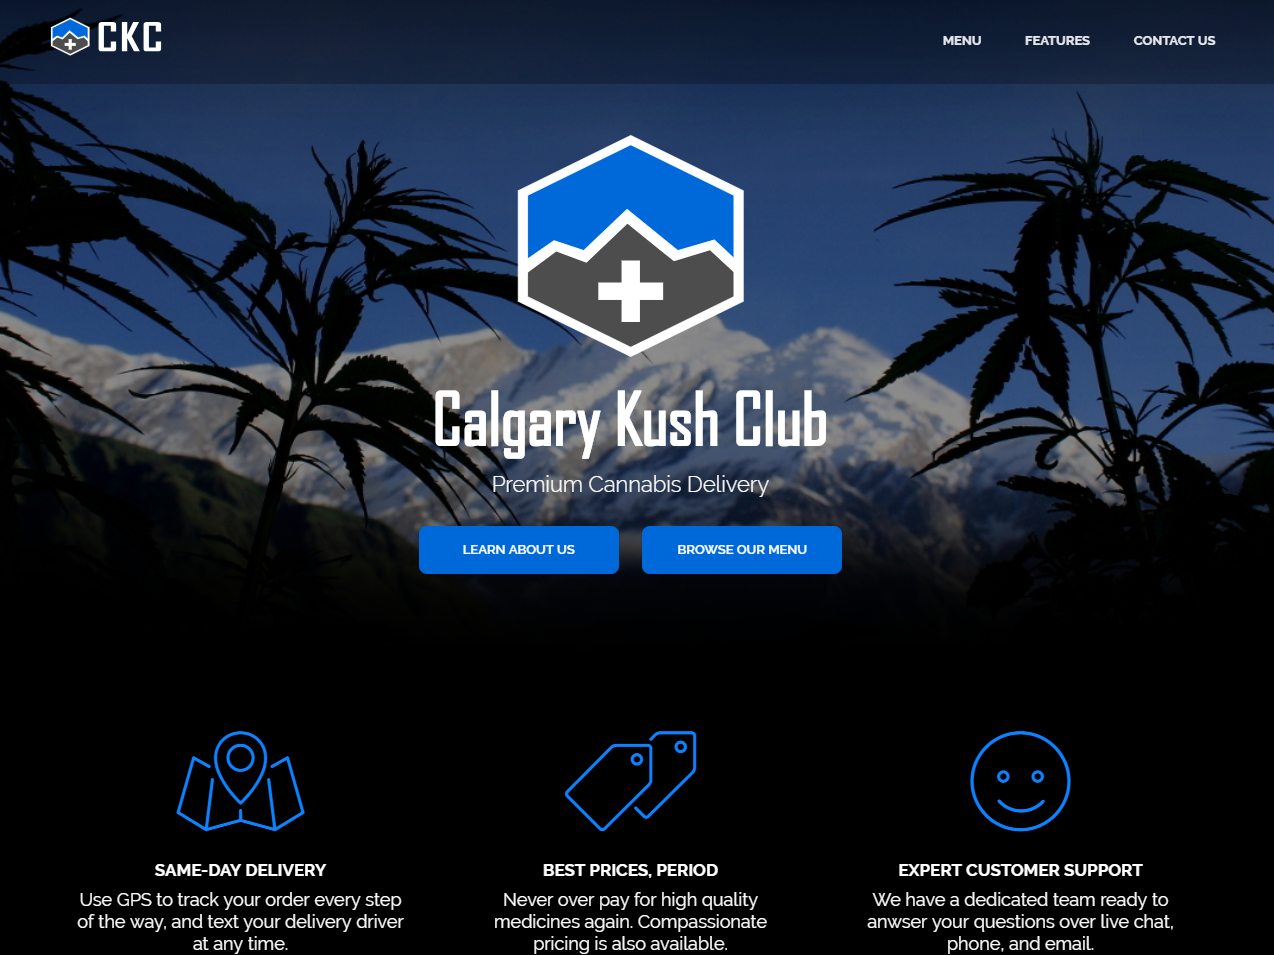 CKC
MENU
FEATURES
CONTACT US
Calgary Kush Club
Premium Cannabis Delivery
LEARN ABOUT US
BROWSE OUR MENU
SAME-DAY DELIVERY
Use GPS to track your order every step
of the way, and text your delivery driver
at any time.
BEST PRICES, PERIOD
Never over pay for high quality
medicines again. Compassionate
pricing is also available.
EXPERT CUSTOMER SUPPORT
We have a dedicated team ready to
anwser your questions over live chat,
phone, and email.